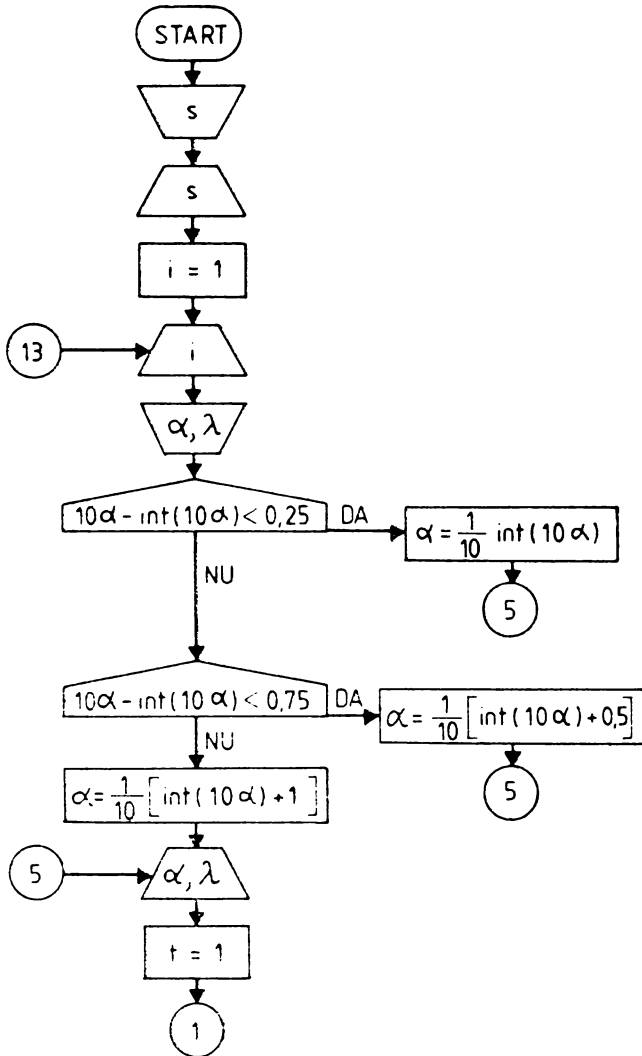 START
s
s
i = 1
13
i
α, λ
10α - int(10α) < 0,25
DA
α = 1/10 int(10α)
NU
5
10α - int(10α) < 0,75
DA
α = 1/10 [int(10α) + 0,5]
NU
5
α = 1/10 [int(10α) + 1]
5
α, λ
t = 1
1